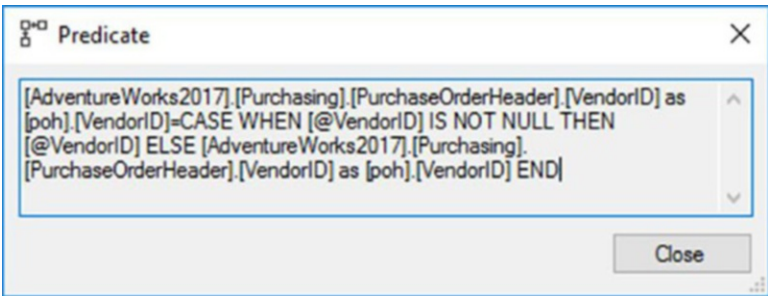 Predicate
[AdventureWorks2017].[Purchasing].[PurchaseOrderHeader].[VendorID] as
[poh].[VendorID]=CASE WHEN [@VendorID] IS NOT NULL THEN
[@VendorID] ELSE [AdventureWorks2017].[Purchasing].
[PurchaseOrderHeader].[VendorID] as [poh].[VendorID] END
Close